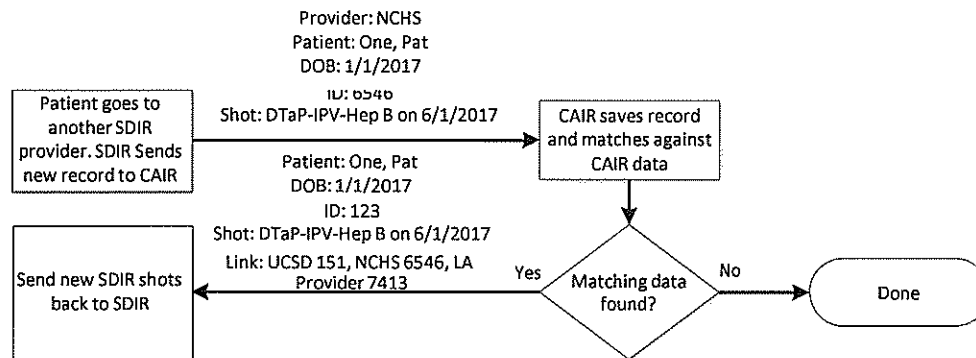 Provider: NCHS
Patient: One, Pat
DOB: 1/1/2017
ID: 6546
Shot: DTaP-IPV-Hep B on 6/1/2017
Patient goes to
another SDIR
provider. SDIR Sends
new record to CAIR
CAIR saves record
and matches against
CAIR data
Patient: One, Pat
DOB: 1/1/2017
ID: 123
Shot: DTaP-IPV-Hep B on 6/1/2017
Link: UCSD 151, NCHS 6546, LA
Provider 7413
Send new SDIR shots
back to SDIR
Yes
Matching data
found?
No
Done